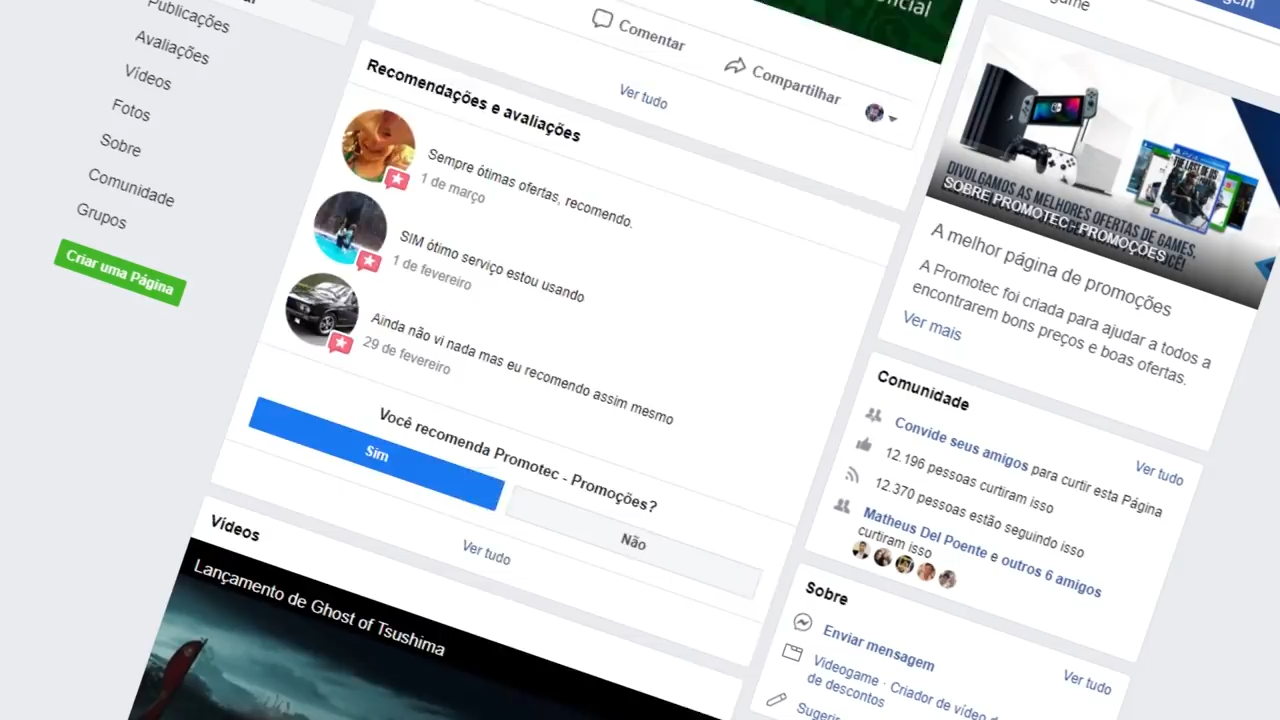 Publicações
Avaliações
Vídeos
Fotos
Sobre
Comunidade
Grupos
Criar uma Página
Comentar
Compartilhar
Ver tudo
Recomendações e avaliações
Sempre ótimas ofertas, recomendo.
1 de março
SIM ótimo serviço estou usando
1 de fevereiro
Ainda não vi nada mas eu recomendo assim mesmo
29 de fevereiro
Você recomenda Promotec - Promoções?
Sim
Não
Vídeos
Ver tudo
Lançamento de Ghost of Tsushima
DIVULGAMOS AS MELHORES OFERTAS DE GAMES,
SOBRE PROMOTEC - PROMOÇÕES
A melhor página de promoções
A Promotec foi criada para ajudar a todos a
encontrarem bons preços e boas ofertas.
Ver mais
Comunidade
Ver tudo
Convide seus amigos para curtir esta Página
12.196 pessoas curtiram isso
12.370 pessoas estão seguindo isso
Matheus Del Poente e outros 6 amigos
curtiram isso
Sobre
Ver tudo
Enviar mensagem
Videogame · Criador de vídeo
de descontos